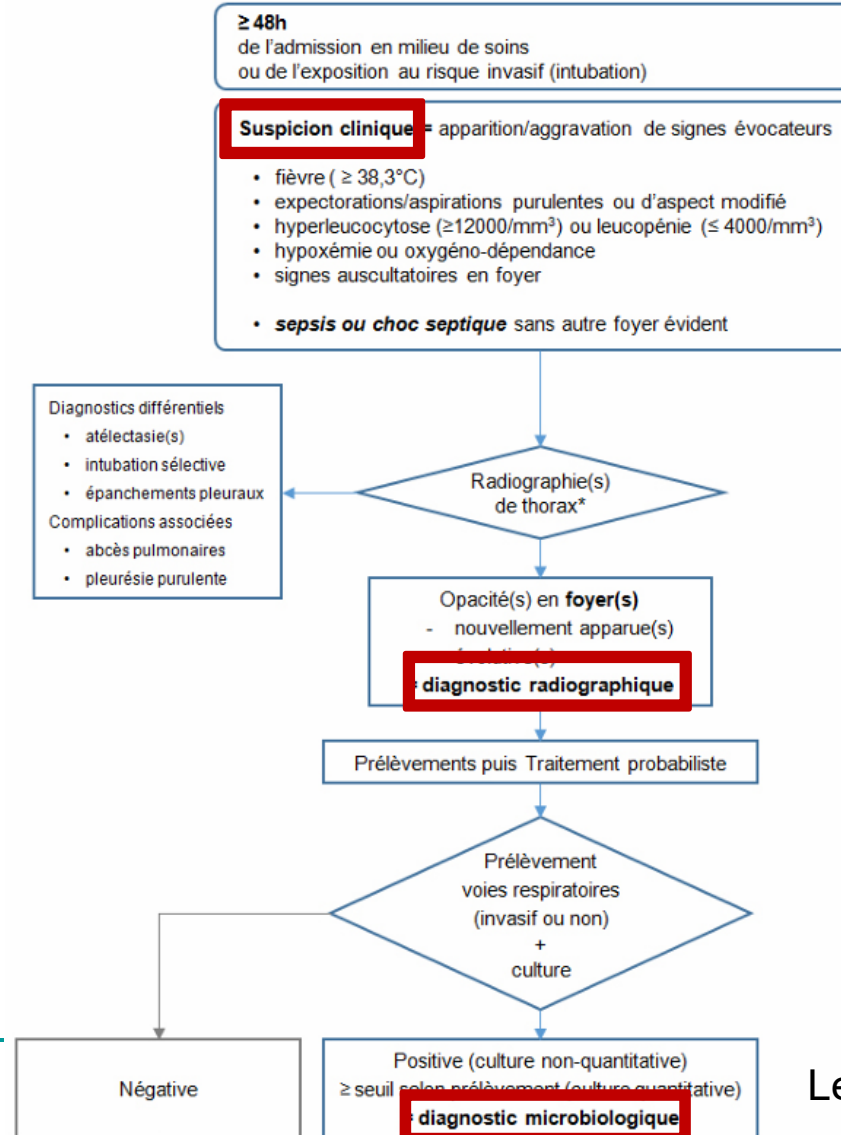 ≥ 48h
de l'admission en milieu de soins
ou de l'exposition au risque invasif (intubation)
Suspicion clinique = apparition/aggravation de signes évocateurs
• fièvre ( ≥ 38,3°C)
• expectorations/aspirations purulentes ou d'aspect modifié
• hyperleucocytose (≥12000/mm³) ou leucopénie (≤ 4000/mm³)
• hypoxémie ou oxygéno-dépendance
• signes auscultatoires en foyer
• sepsis ou choc septique sans autre foyer évident
Diagnostics différentiels
• atélectasie(s)
• intubation sélective
• épanchements pleuraux
Complications associées
• abcès pulmonaires
• pleurésie purulente
Radiographie(s)
de thorax*
Opacité(s) en foyer(s)
- nouvellement apparue(s)
= diagnostic radiographique
Prélèvements puis Traitement probabiliste
Prélèvement
voies respiratoires
(invasif ou non)
+
culture
Négative
Positive (culture non-quantitative)
≥ seuil selon prélèvement (culture quantitative)
= diagnostic microbiologique
Le